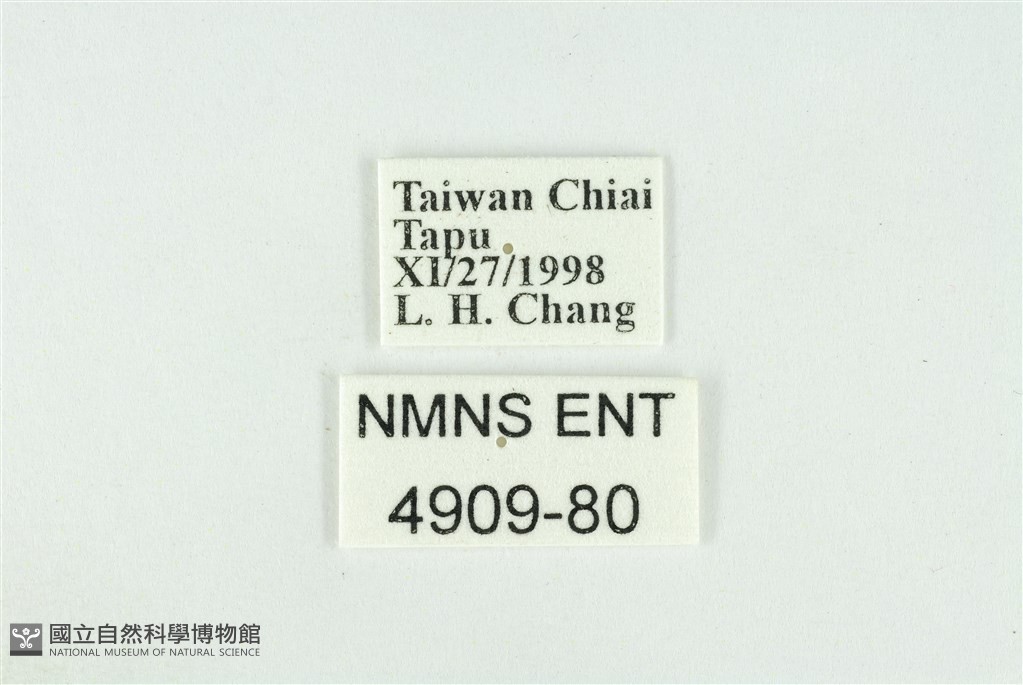 Taiwan Chiai
Tapu
XI/27/1998
L. H. Chang
NMNS ENT
4909-80
國立自然科學博物館
NATIONAL MUSEUM OF NATURAL SCIENCE